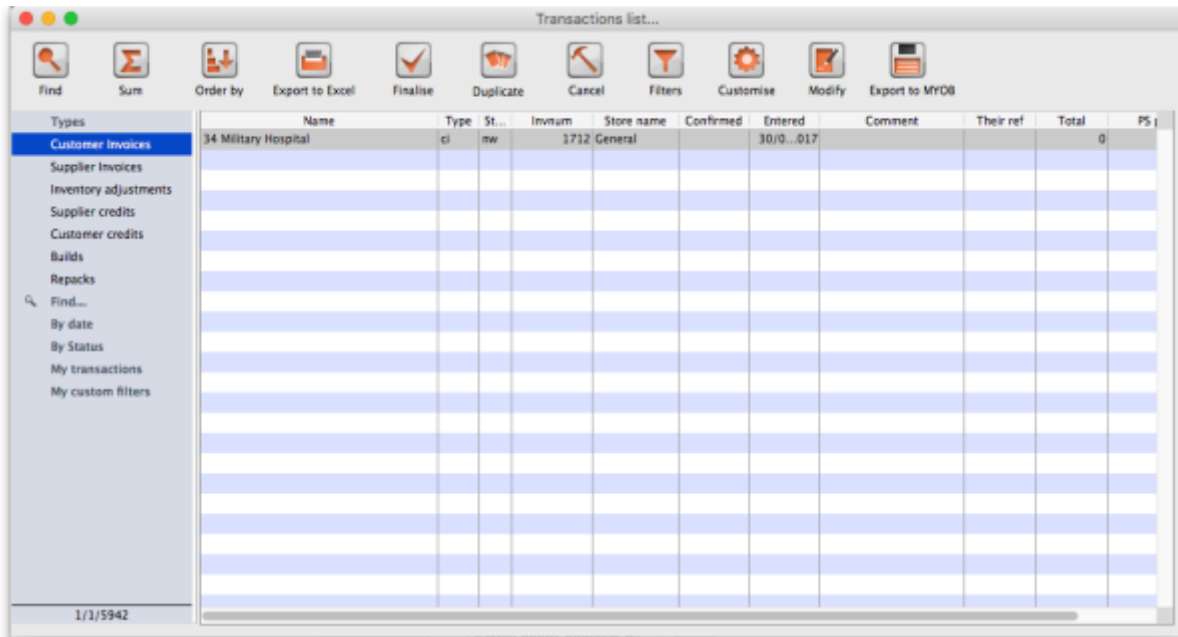 Transactions list...
Find Sum Order by Export to Excel Finalise Duplicate Cancel Filters Customise Modify Export to MYOB
Types
Customer Invoices
Supplier Invoices
Inventory adjustments
Supplier credits
Customer credits
Builds
Repacks
Find...
By date
By Status
My transactions
My custom filters
1/1/5942
Name Type St... Invnum Store name Confirmed Entered Comment Their ref Total PS
34 Military Hospital ci nw 1712 General 30/0...017 0